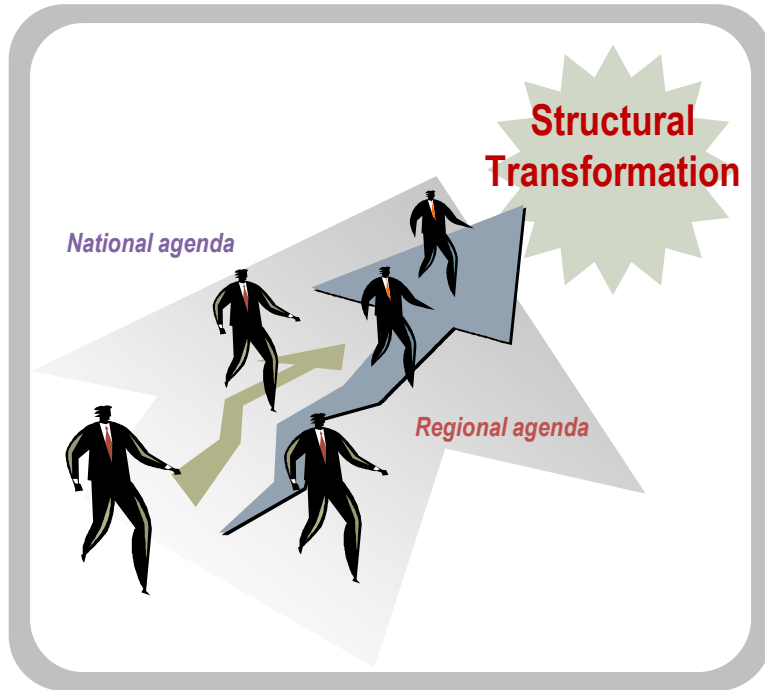 Structural
Transformation
National agenda
Regional agenda